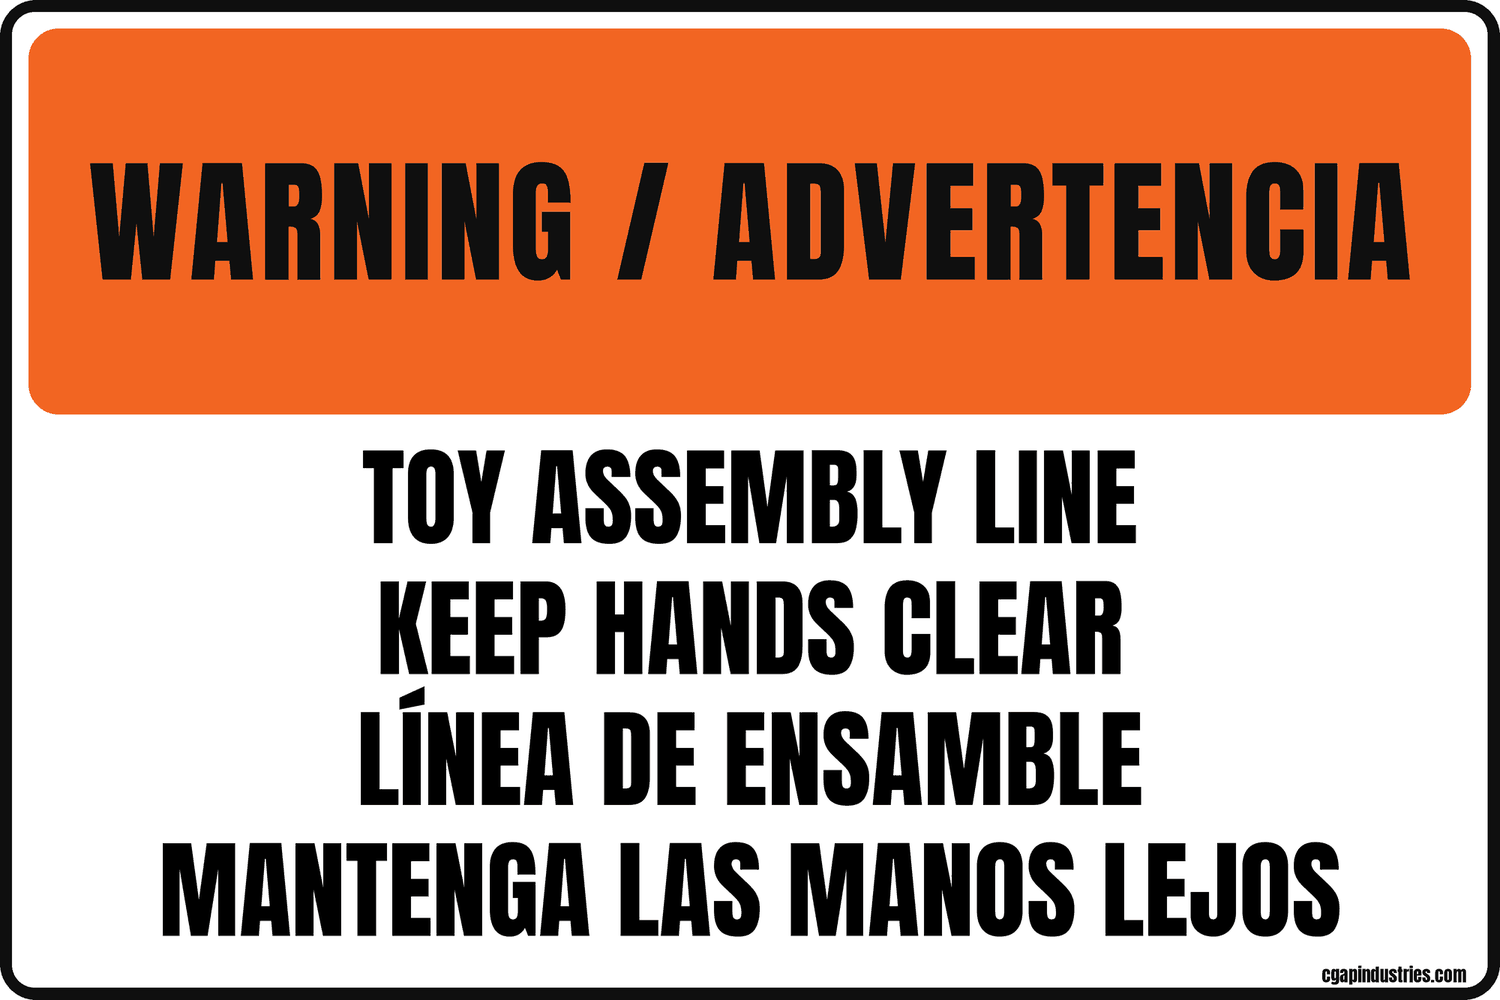 WARNING / ADVERTENCIA
TOY ASSEMBLY LINE
KEEP HANDS CLEAR
LÍNEA DE ENSAMBLE
MANTENGA LAS MANOS LEJOS
cgapindustries.com